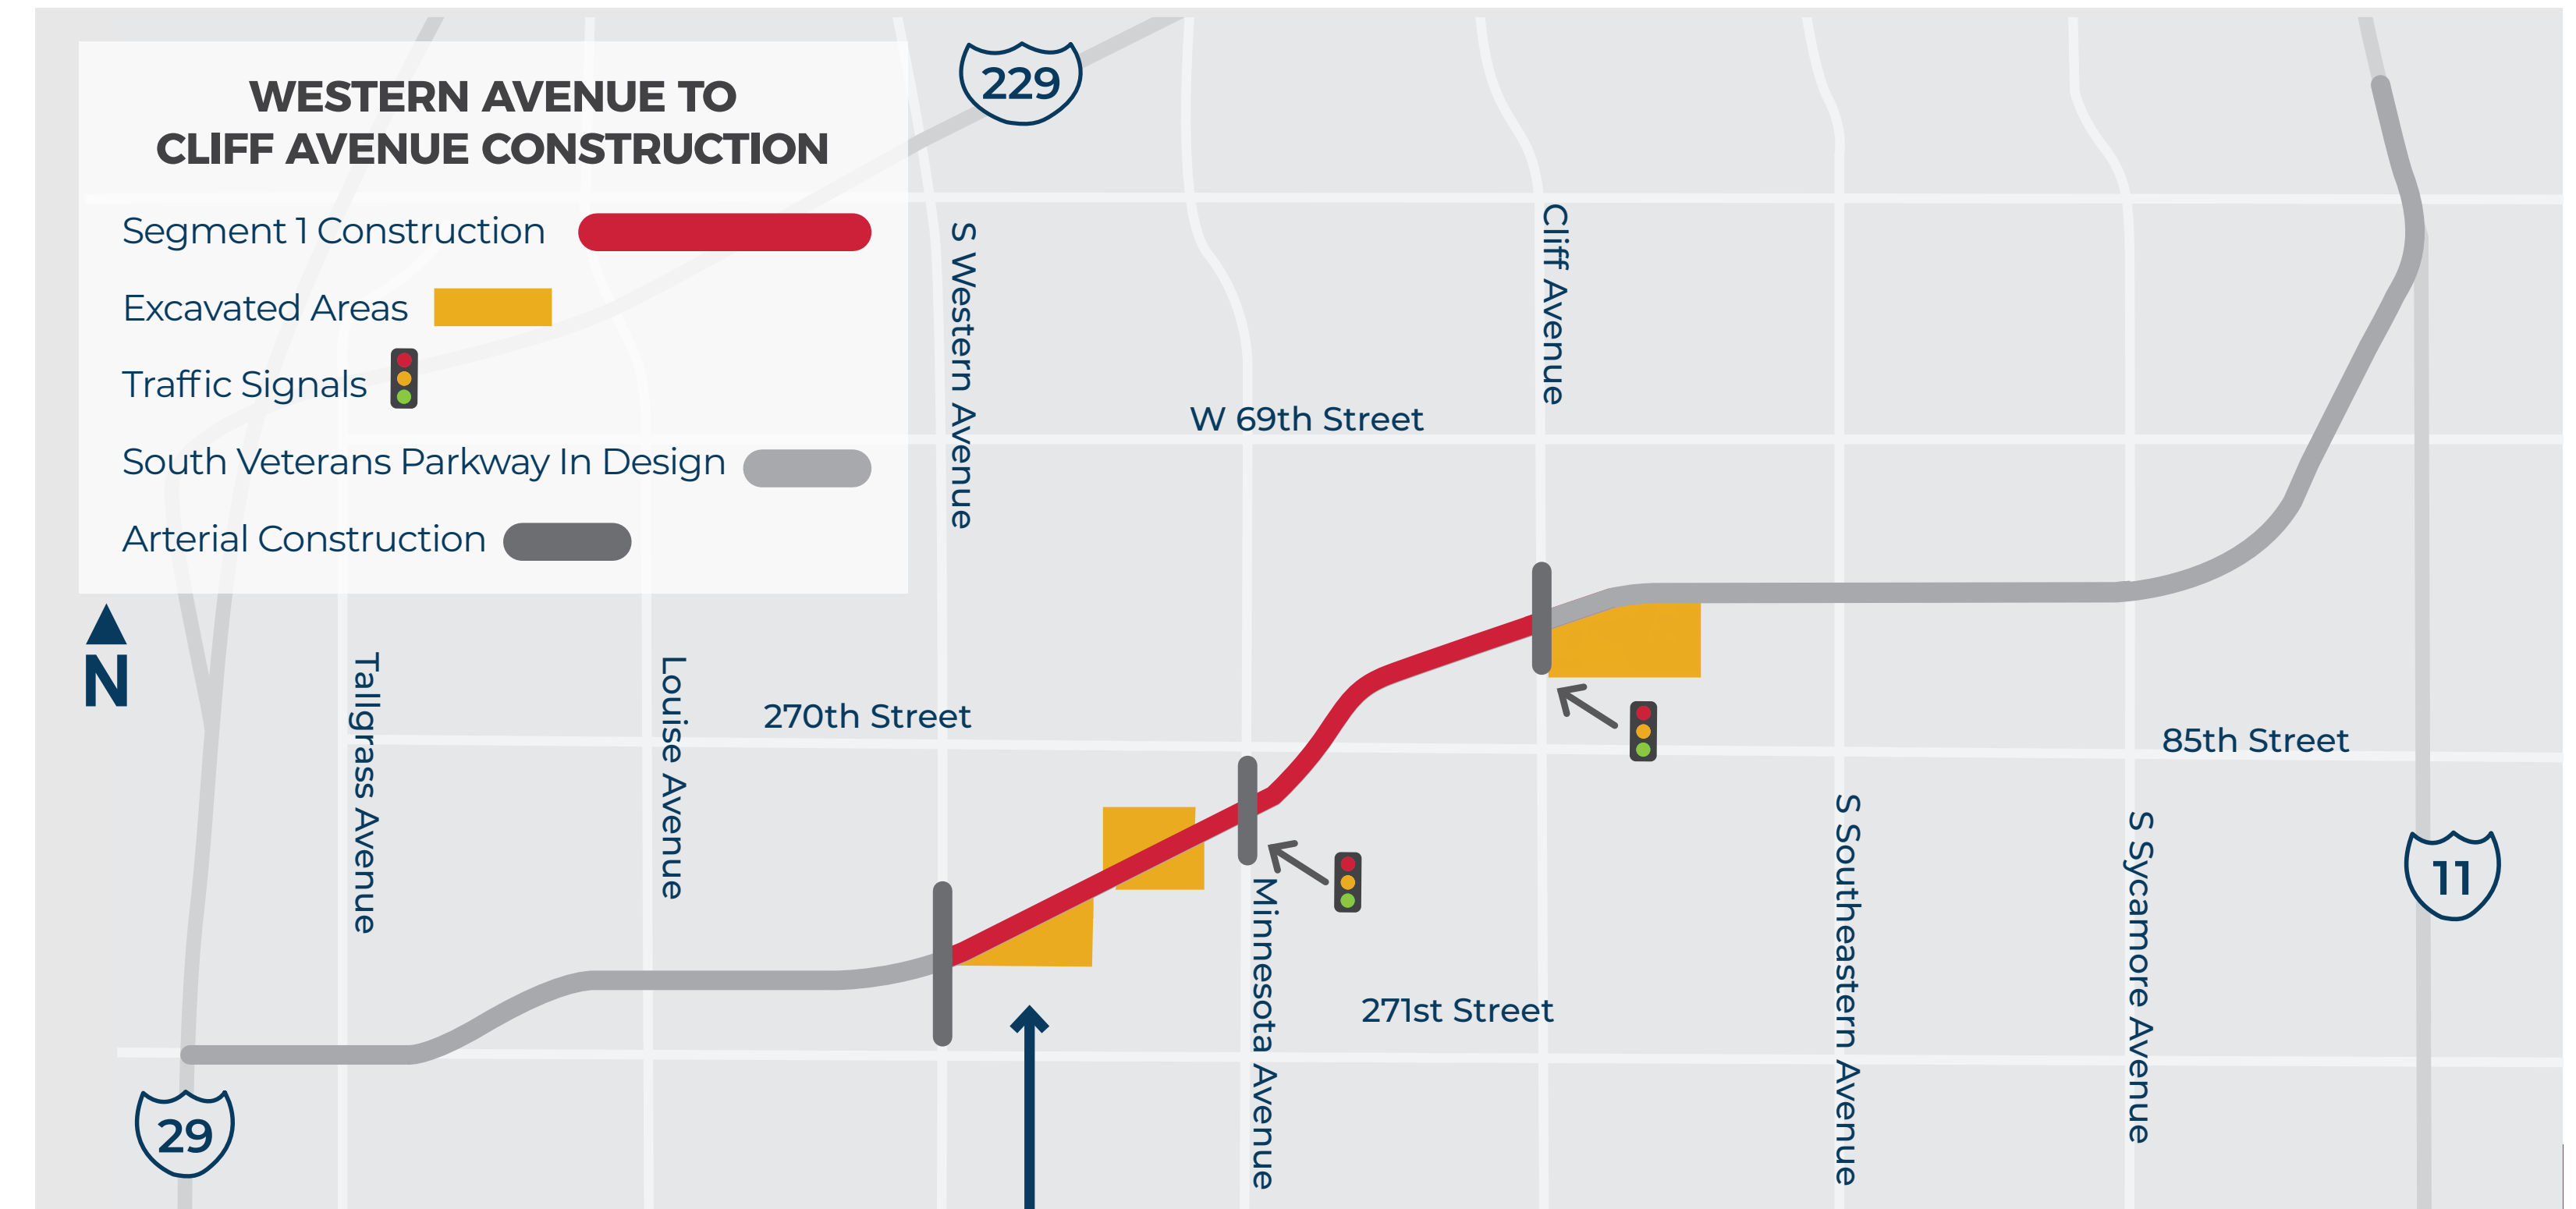 WESTERN AVENUE TO
CLIFF AVENUE CONSTRUCTION
Segment 1 Construction
Excavated Areas
Traffic Signals
South Veterans Parkway In Design
Arterial Construction
N
229
S Western Avenue
Cliff Avenue
W 69th Street
Tallgrass Avenue
Louise Avenue
270th Street
85th Street
Minnesota Avenue
271st Street
S Southeastern Avenue
S Sycamore Avenue
11
29